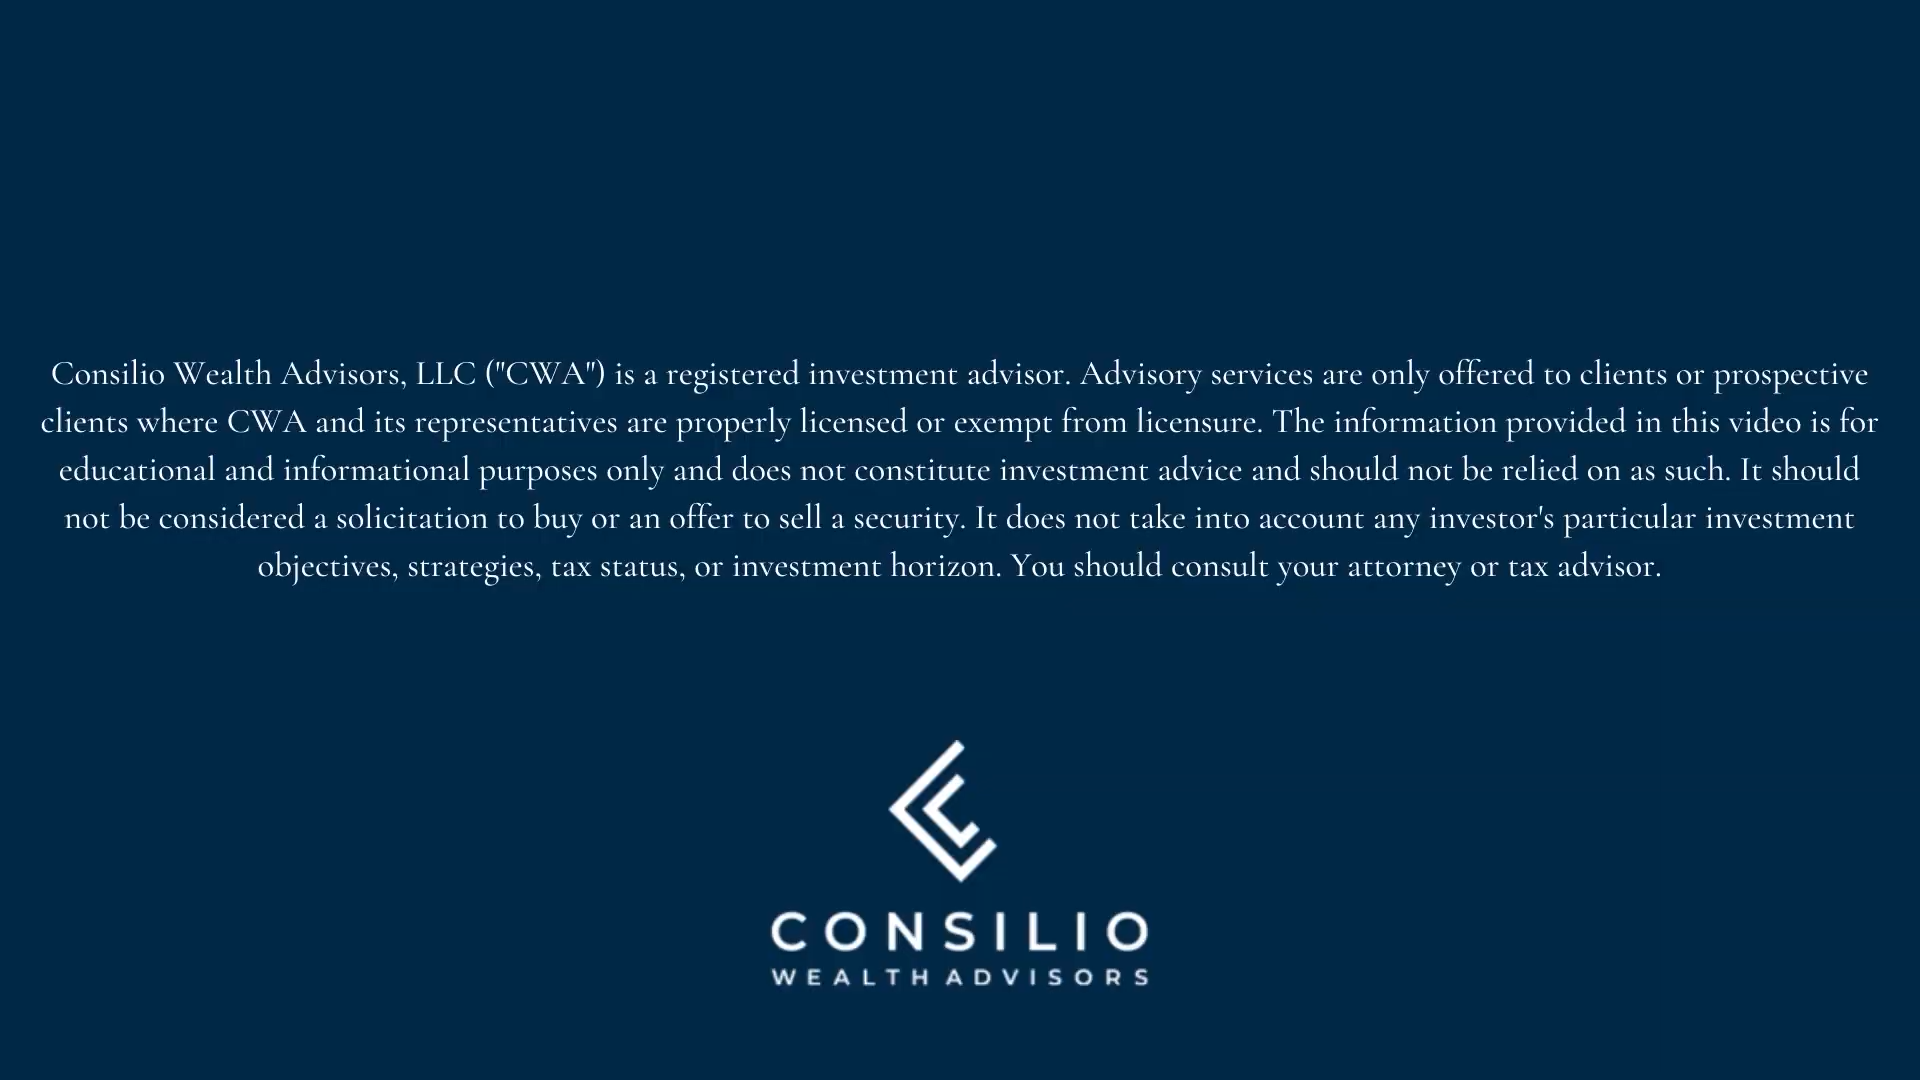 Consilio Wealth Advisors, LLC ("CWA") is a registered investment advisor. Advisory services are only offered to clients or prospective
clients where CWA and its representatives are properly licensed or exempt from licensure. The information provided in this video is for
educational and informational purposes only and does not constitute investment advice and should not be relied on as such. It should
not be considered a solicitation to buy or an offer to sell a security. It does not take into account any investor's particular investment
objectives, strategies, tax status, or investment horizon. You should consult your attorney or tax advisor.
CONSILIO
WEALTH ADVISORS